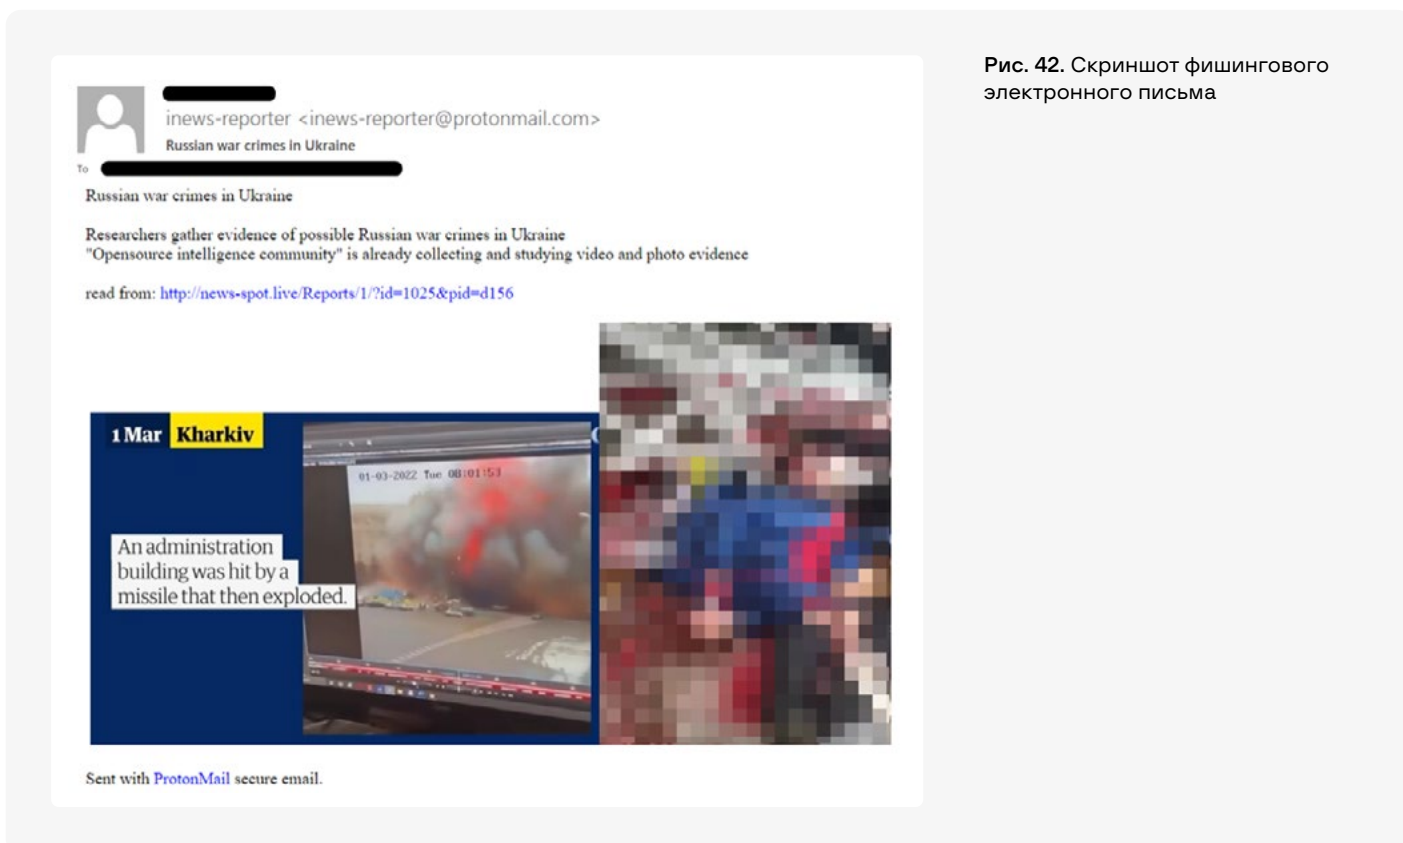 Рис. 42. Скриншот фишингового
электронного письма
inews-reporter <inews-reporter@protonmail.com>
Russian war crimes in Ukraine
To
Russian war crimes in Ukraine
Researchers gather evidence of possible Russian war crimes in Ukraine
"Opensource intelligence community" is already collecting and studying video and photo evidence
read from: http://news-spot.live/Reports/1/?id=1025&pid=d156
1 Mar Kharkiv
01-03-2022 Tue 08:01:53
An administration
building was hit by a
missile that then exploded.
Sent with ProtonMail secure email.